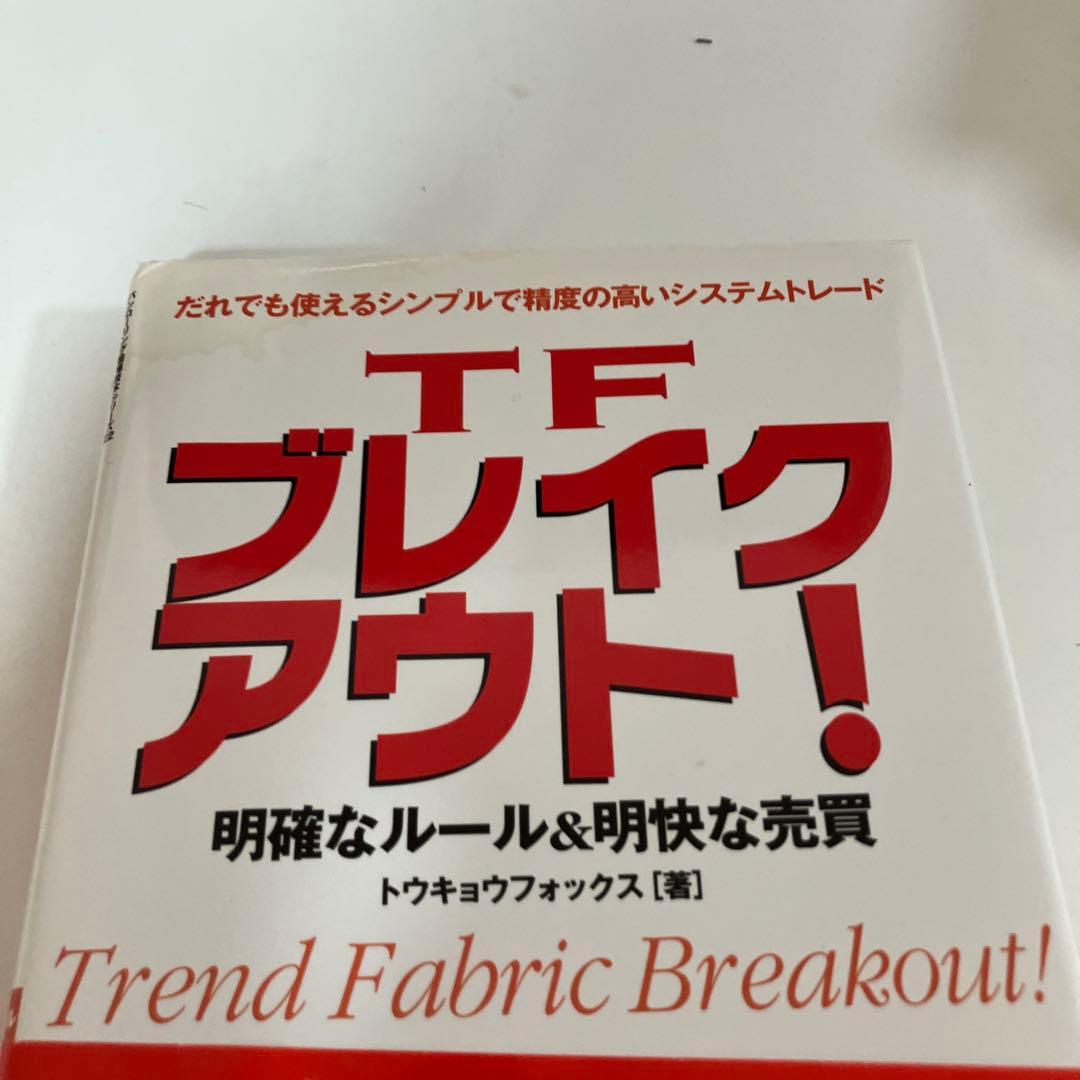 だれでも使えるシンプルで精度の高いシステムトレード
TF
ブレイク
アウト!
明確なルール&明快な売買
トウキョウフォックス[著]
Trend Fabric Breakout!